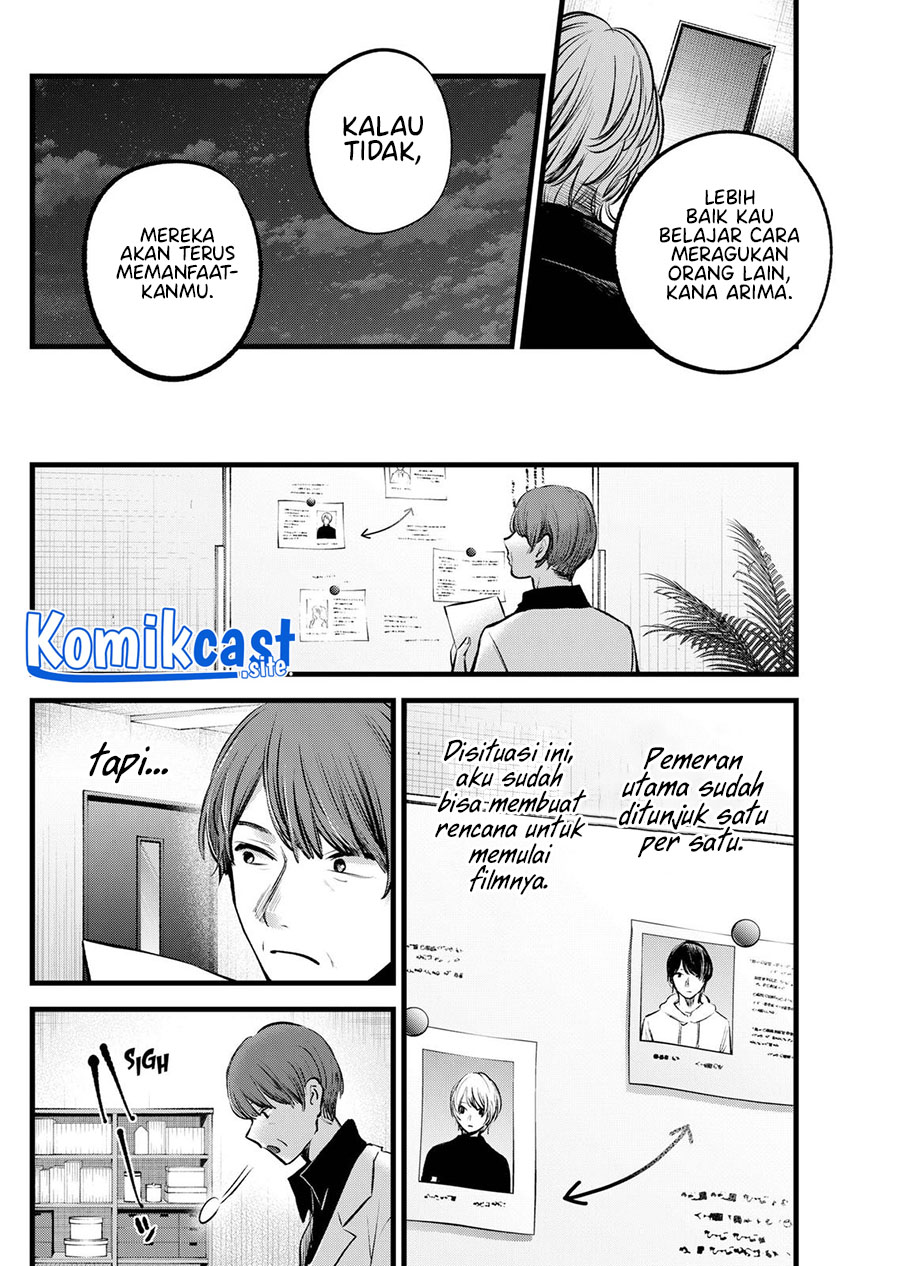 LEBIH
BAIK KAU
BELAJAR CARA
MERAGUKAN
ORANG LAIN,
KANA ARIMA.
KALAU
TIDAK,
MEREKA
AKAN TERUS
MEMANFAAT-
KANMU.
Komikcast
.site
Pemeran
utama sudah
ditunjuk satu
per satu.
Disituasi ini,
aku sudah
bisa membuat
rencana untuk
memulai
filmnya.
tapi...
SIGH